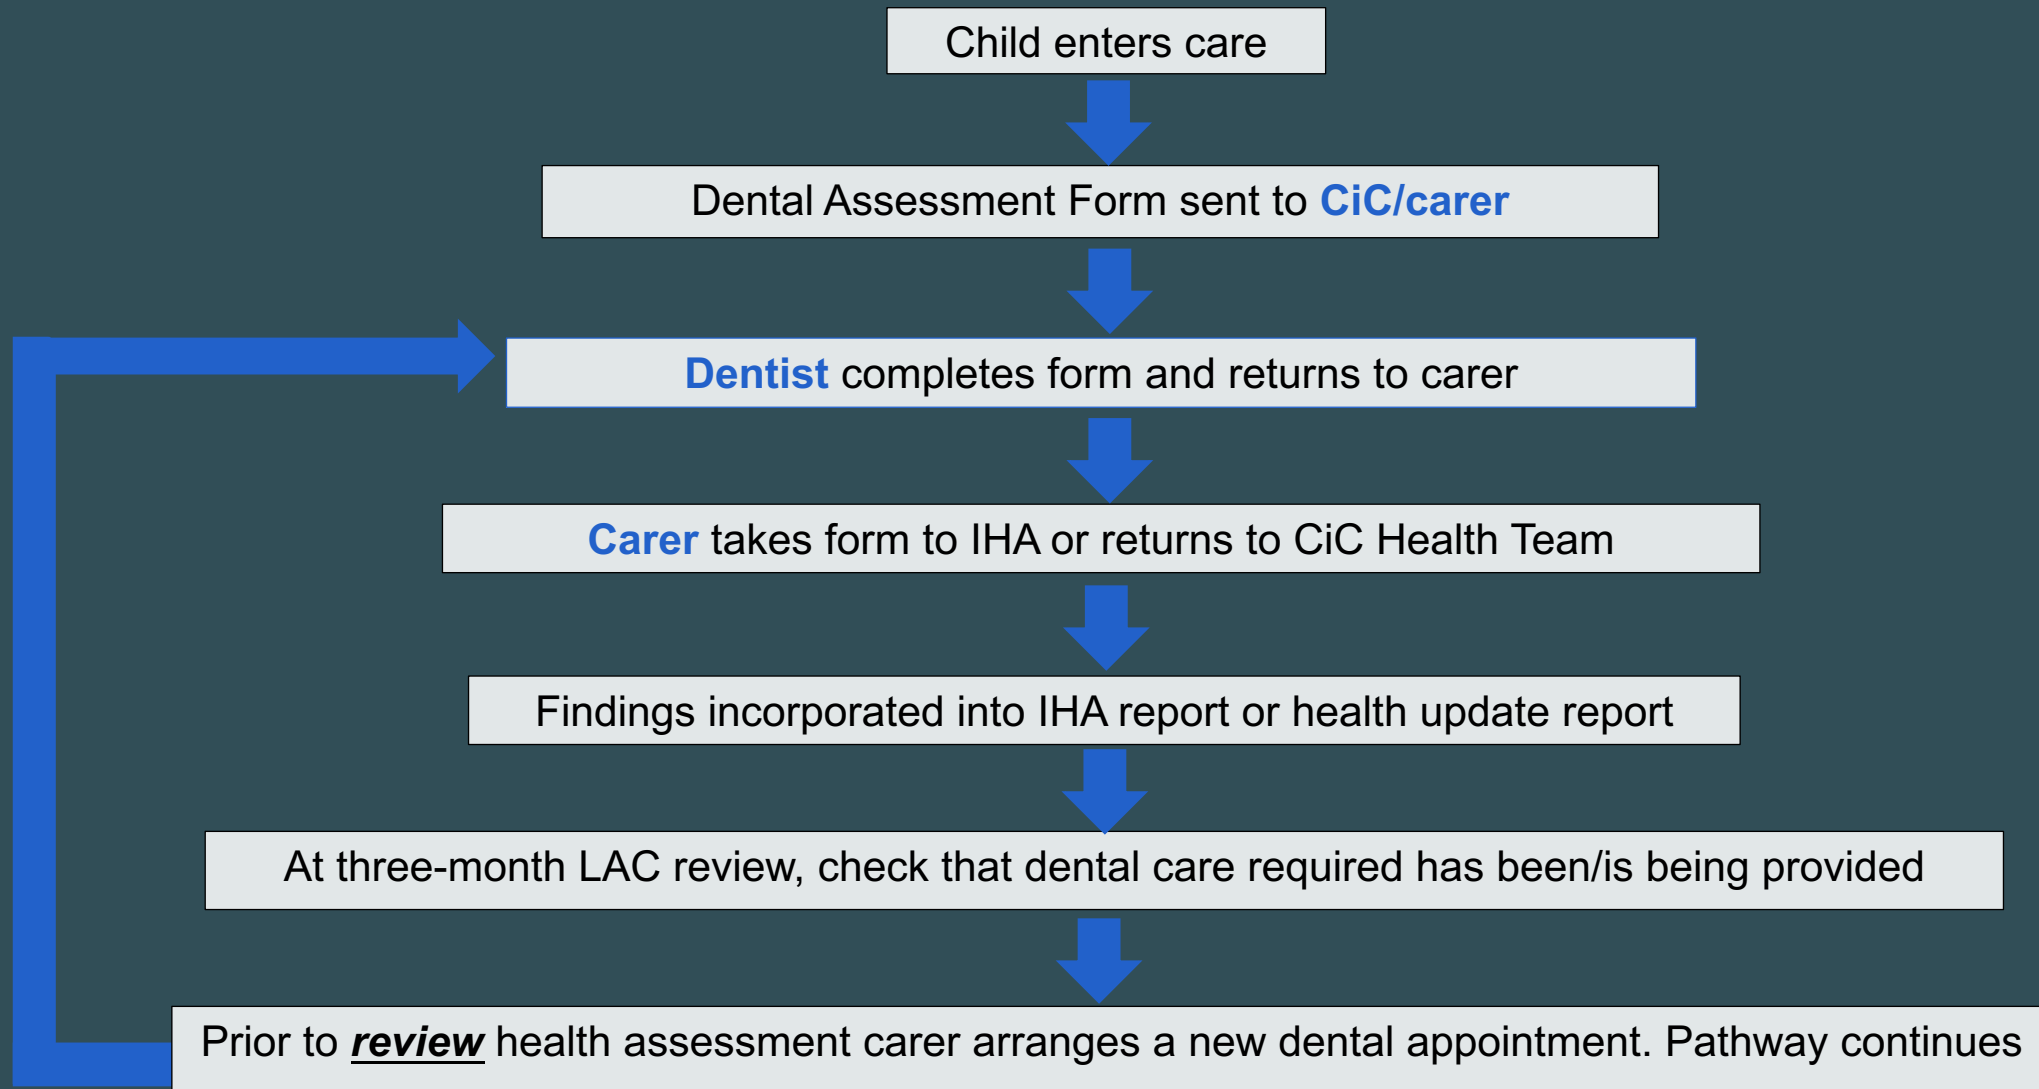 Child enters care
Dental Assessment Form sent to CiC/carer
Dentist completes form and returns to carer
Carer takes form to IHA or returns to CiC Health Team
Findings incorporated into IHA report or health update report
At three-month LAC review, check that dental care required has been/is being provided
Prior to review health assessment carer arranges a new dental appointment. Pathway continues